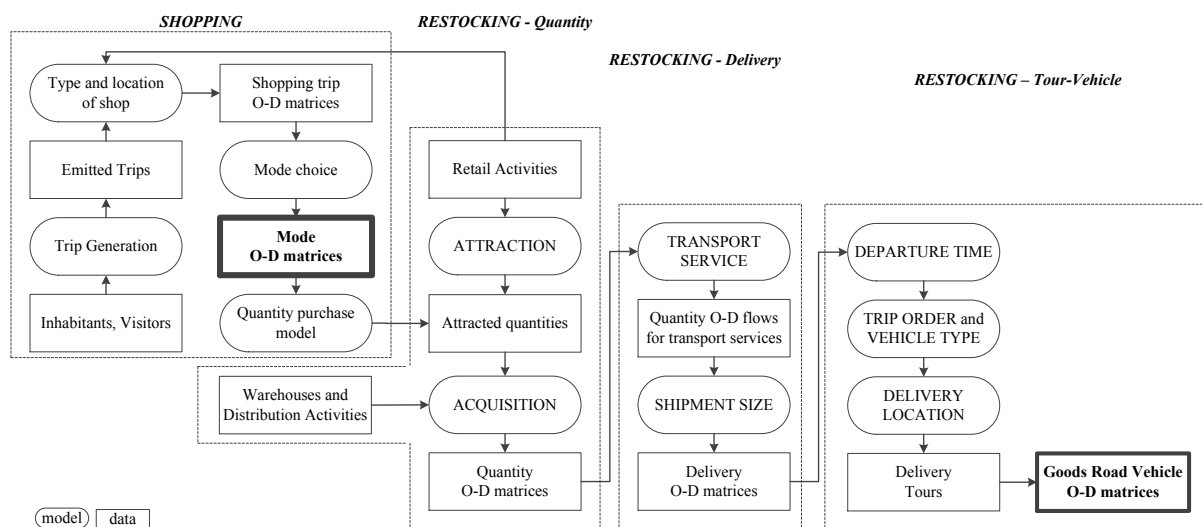 SHOPPING
RESTOCKING - Quantity
RESTOCKING - Delivery
RESTOCKING – Tour-Vehicle
Type and location
of shop
Shopping trip
O-D matrices
Emitted Trips
Mode choice
Retail Activities
Trip Generation
Mode
O-D matrices
ATTRACTION
TRANSPORT
SERVICE
DEPARTURE TIME
Inhabitants, Visitors
Quantity purchase
model
Attracted quantities
Quantity O-D flows
for transport services
TRIP ORDER and
VEHICLE TYPE
Warehouses and
Distribution Activities
ACQUISITION
SHIPMENT SIZE
DELIVERY
LOCATION
Quantity
O-D matrices
Delivery
O-D matrices
Delivery
Tours
Goods Road Vehicle
O-D matrices
model
data